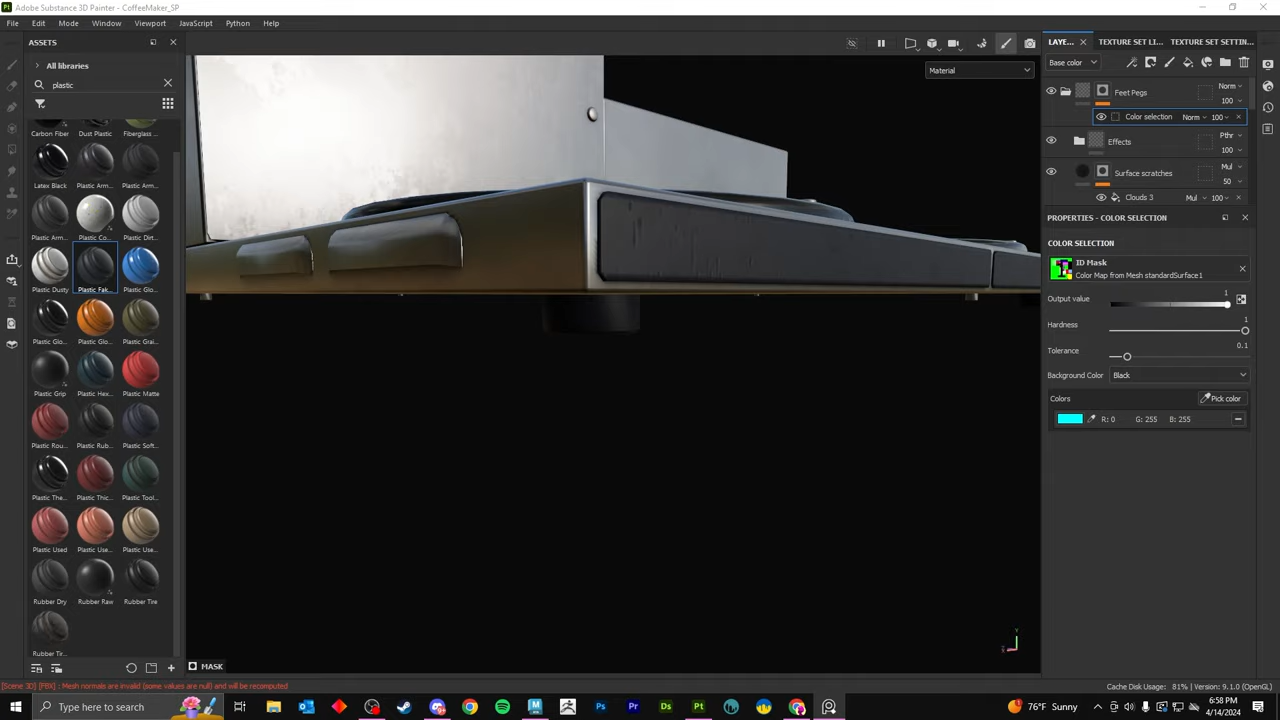 Adobe Substance 3D Painter - CoffeeMaker_SP
File Edit Mode Window Viewport JavaScript Python Help
ASSETS
All libraries
plastic
Carbon Fiber Dust Plastic Fiberglass ...
Latex Black Plastic Arm... Plastic Arm...
Plastic Arm... Plastic Co... Plastic Dirt...
Plastic Dusty Plastic Fak... Plastic Glo...
Plastic Glo... Plastic Glo... Plastic Grai...
Plastic Grip Plastic Hex... Plastic Matte
Plastic Rou... Plastic Rub... Plastic Soft...
Plastic The... Plastic Thic... Plastic Tool...
Plastic Used Plastic Use... Plastic Use...
Rubber Dry Rubber Raw Rubber Tire
Rubber Tir...
Material
MASK
LAYE... TEXTURE SET LI... TEXTURE SET SETTIN...
Base color
Feet Pegs Norm 100
Color selection Norm 100
Effects Pthr 150
Surface scratches Mul 50
Clouds 3 Mul 100
PROPERTIES - COLOR SELECTION
COLOR SELECTION
ID Mask
Color Map from Mesh standardSurface1
Output value 1
Hardness 1
Tolerance 0.1
Background Color Black
Colors Pick color
R: 0 G: 255 B: 255
[Scene 3D] [FBX] : Mesh normals are invalid (some values are null) and will be recomputed
Cache Disk Usage: 81% | Version: 9.1.0 (OpenGL)
Type here to search
76°F Sunny
6:58 PM
4/14/2024